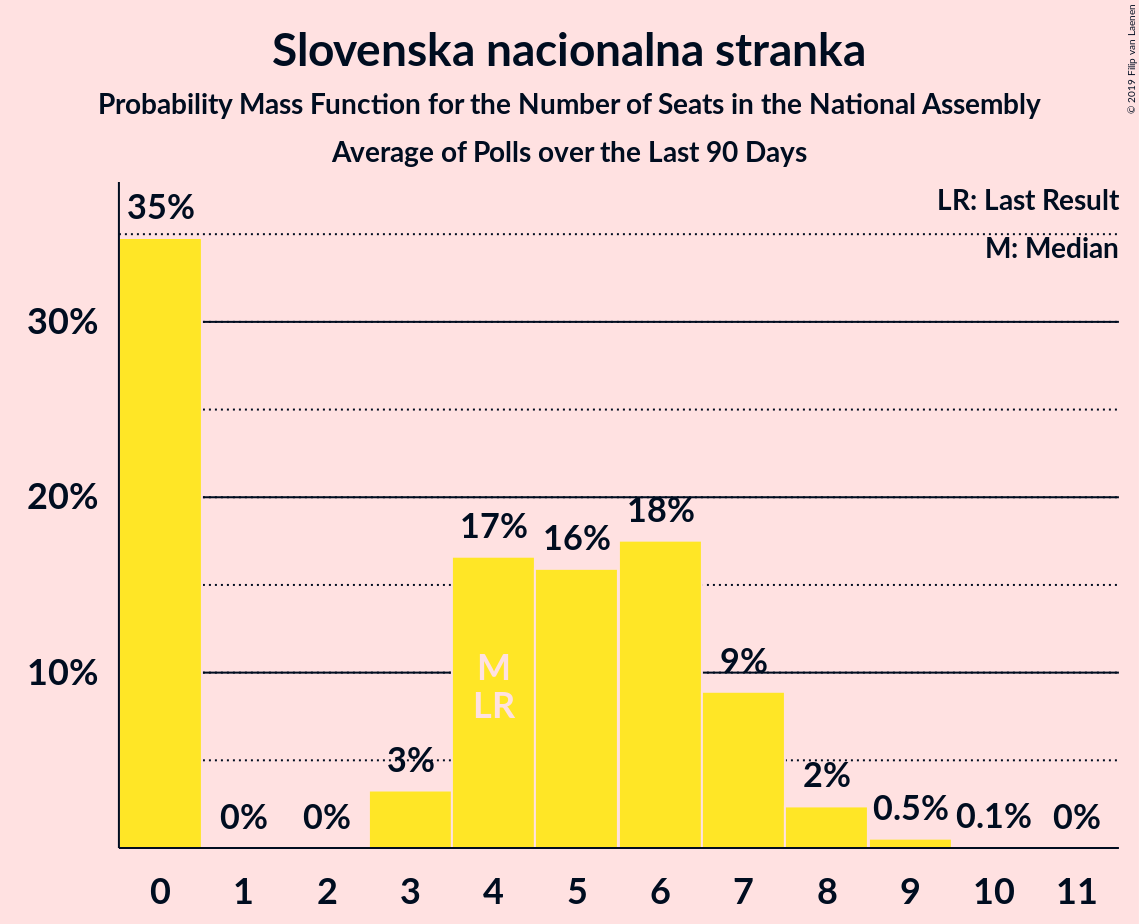 Slovenska nacionalna stranka
Probability Mass Function for the Number of Seats in the National Assembly
Average of Polls over the Last 90 Days
© 2019 Filip van Laenen
LR: Last Result
M: Median
35%
30%
20%
10%
0%
0%
3%
17%
16%
18%
9%
2%
0.5%
0.1%
0%
M
LR
0 1 2 3 4 5 6 7 8 9 10 11